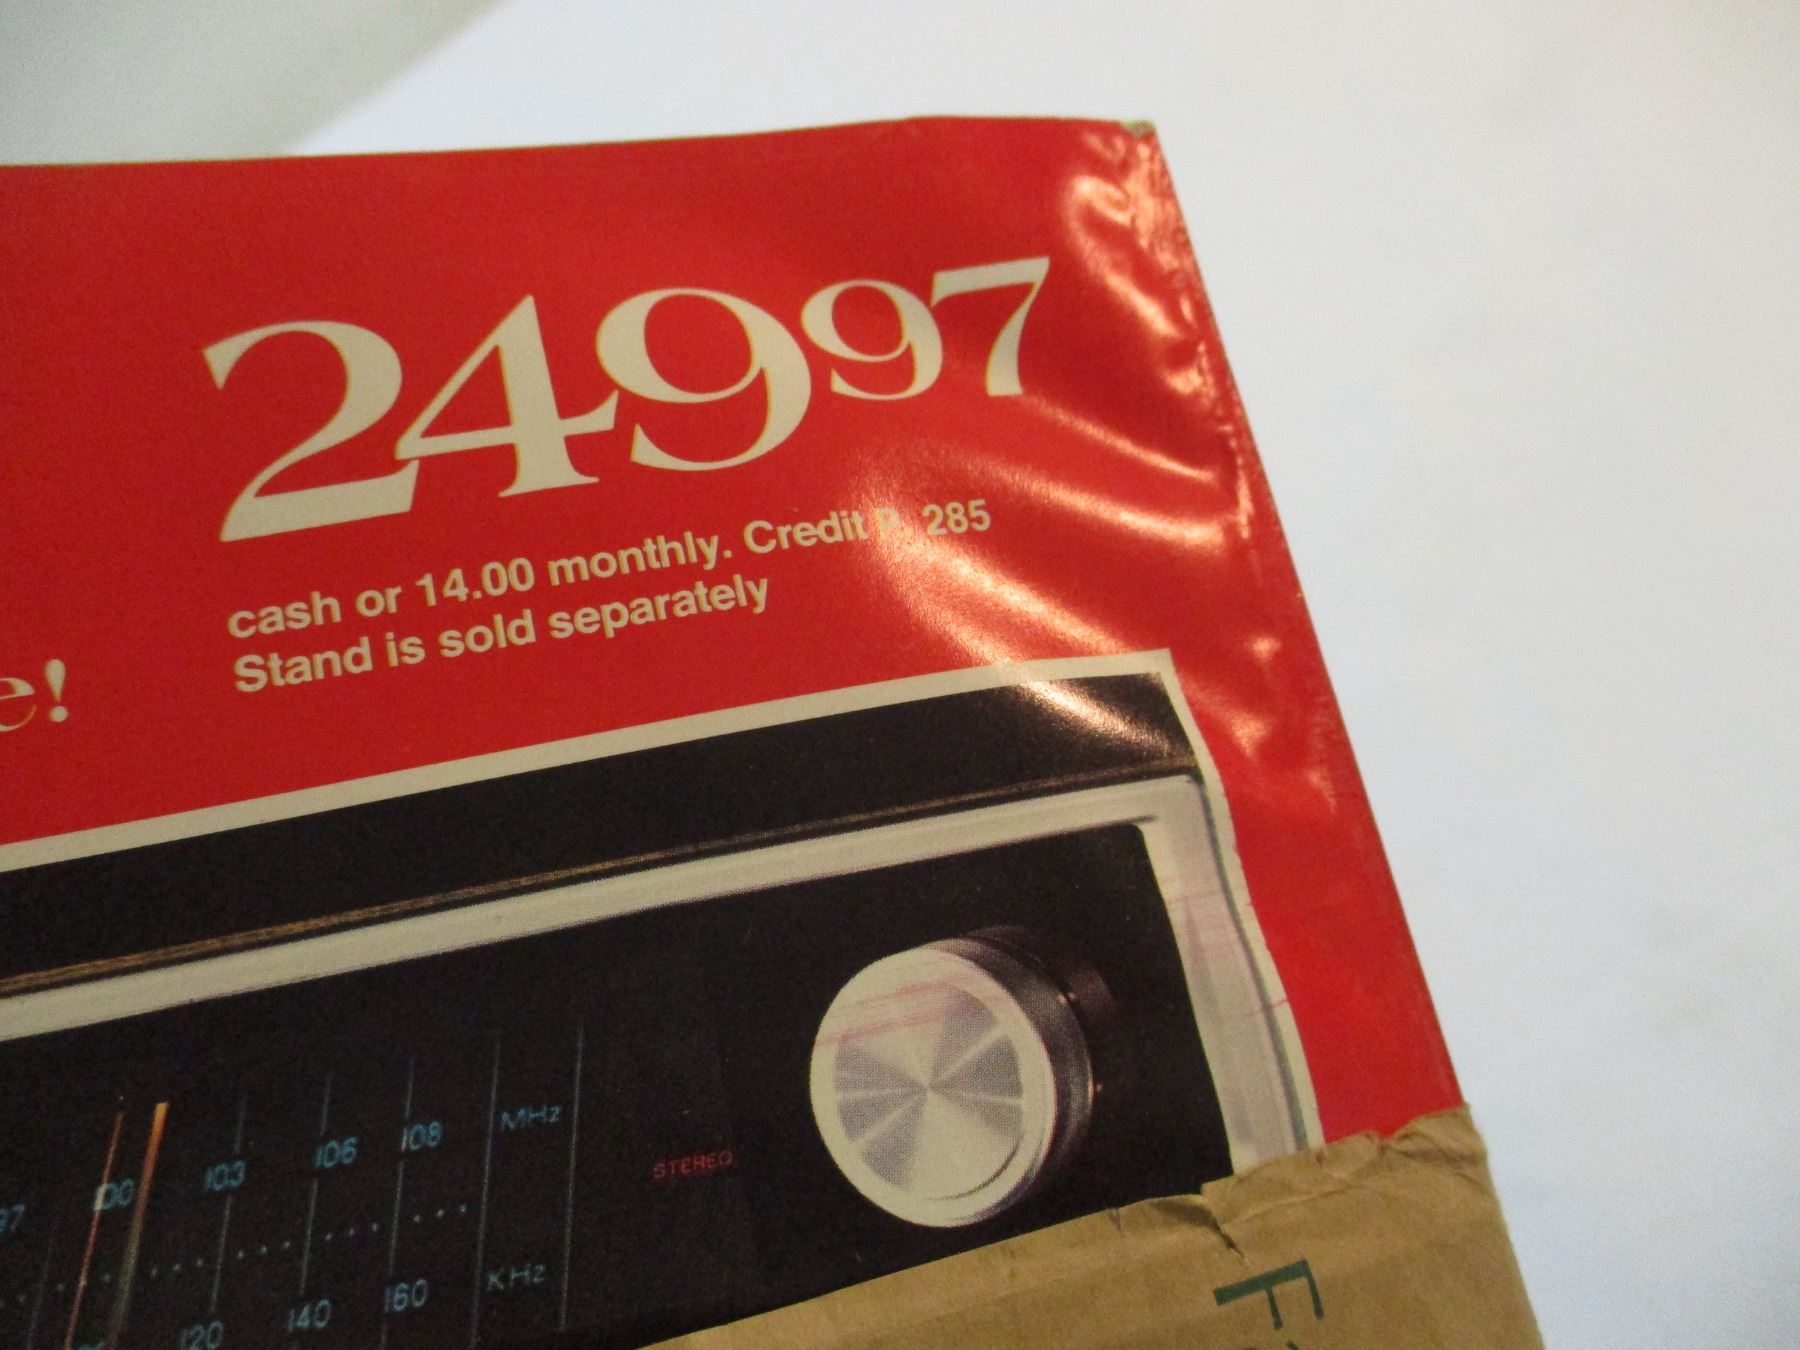 24997
cash or 14.00 monthly. Credit P. 285
Stand is sold separately
e!
97 100 103 106 108 MHz
STEREO
120 140 160 KHz